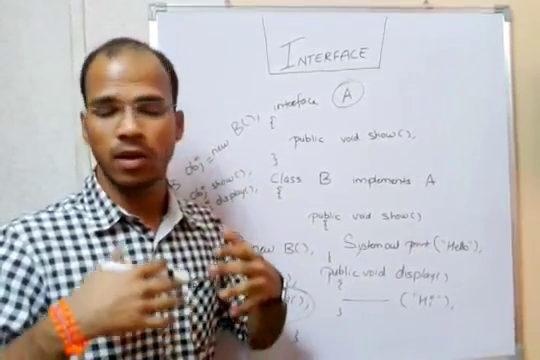 INTERFACE
interface A
{
public void show();
}
Class B implements A
{
public void show()
{
System.out.print("Hello");
}
public void display()
{
("Hi");
}
}
obj = new B();
obj.show();
display();
new B();